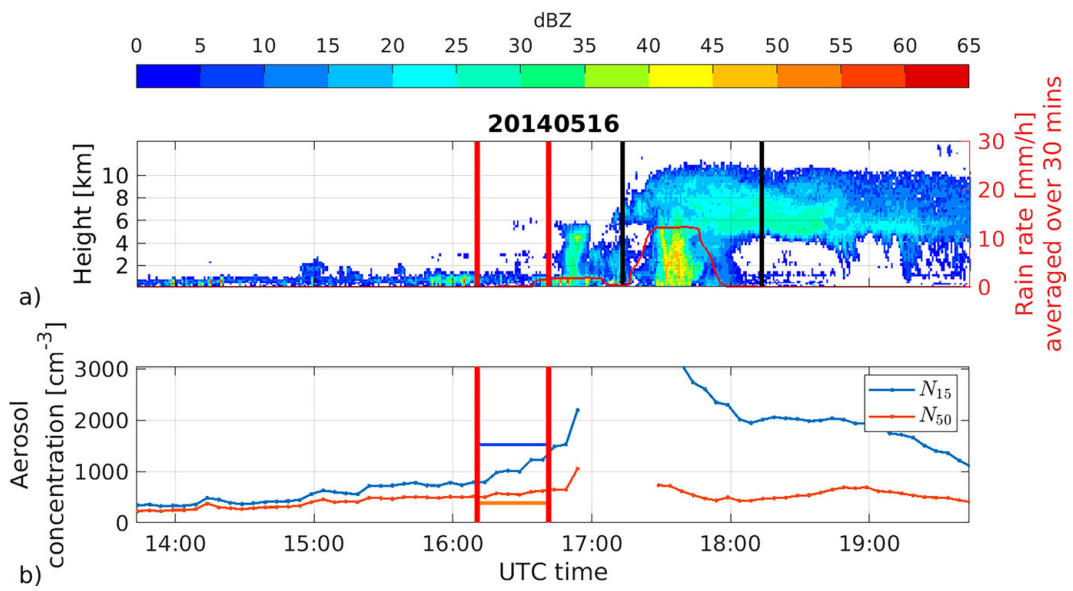 dBZ
0 5 10 15 20 25 30 32 40 45 50 55 60 65
20140516
Height [km]
10
8
6
4
2
30
20
10
0
Rain rate [mm/h]
averaged over 30 mins
a)
Aerosol
concentration [cm-3]
3000
2000
1000
0
N15
N50
14:00 15:00 16:00 17:00 18:00 19:00
UTC time
b)